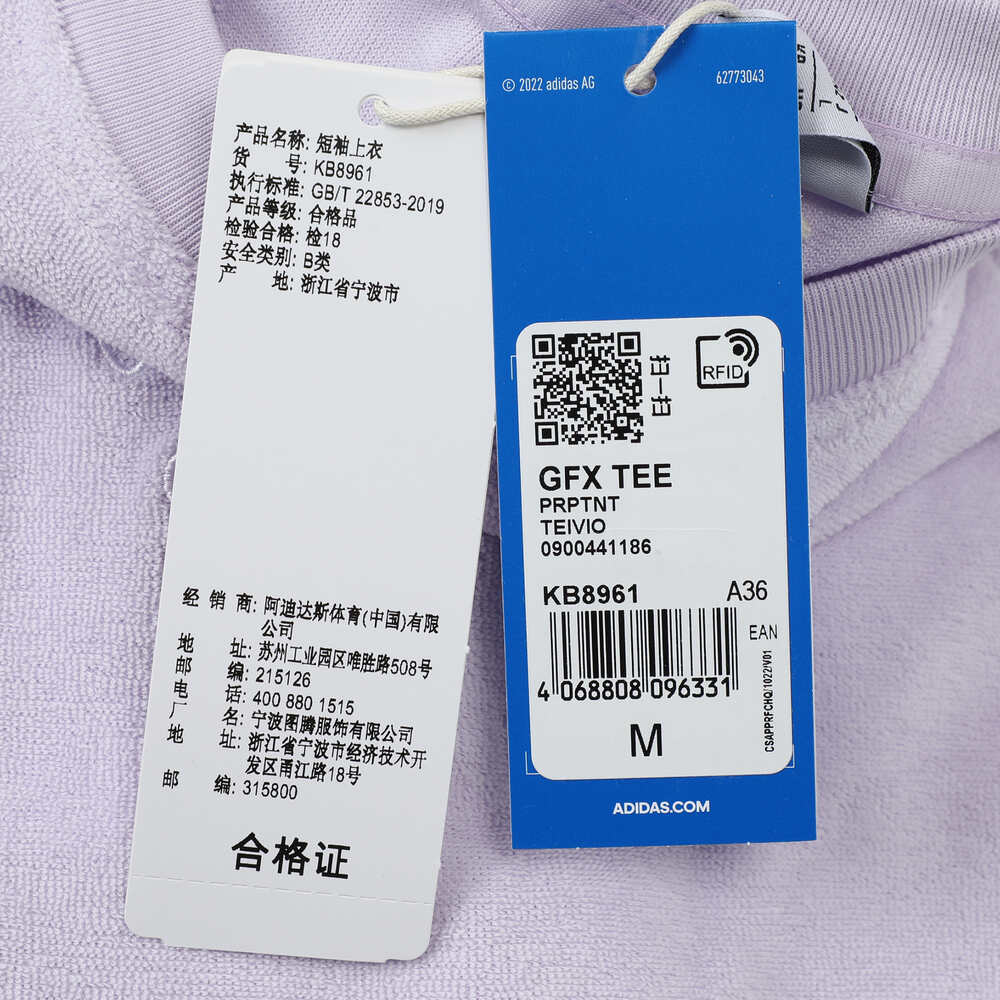 产品名称: 短袖上衣
货 号: KB8961
执行标准: GB/T 22853-2019
产品等级: 合格品
检验合格: 检18
安全类别: B类
产 地: 浙江省宁波市
经 销 商: 阿迪达斯体育(中国)有限
公司
地 址: 苏州工业园区唯胜路508号
邮 编: 215126
电 话: 400 880 1515
厂 名: 宁波图腾服饰有限公司
地 址: 浙江省宁波市经济技术开
发区甬江路18号
邮 编: 315800
合格证
© 2022 adidas AG
62773043
扫一扫
RFID
GFX TEE
PRPTNT
TEIVIO
0900441186
KB8961 A36
EAN
4 068808 096331
M
CSAPPRFCHQ/1022/V01
ADIDAS.COM